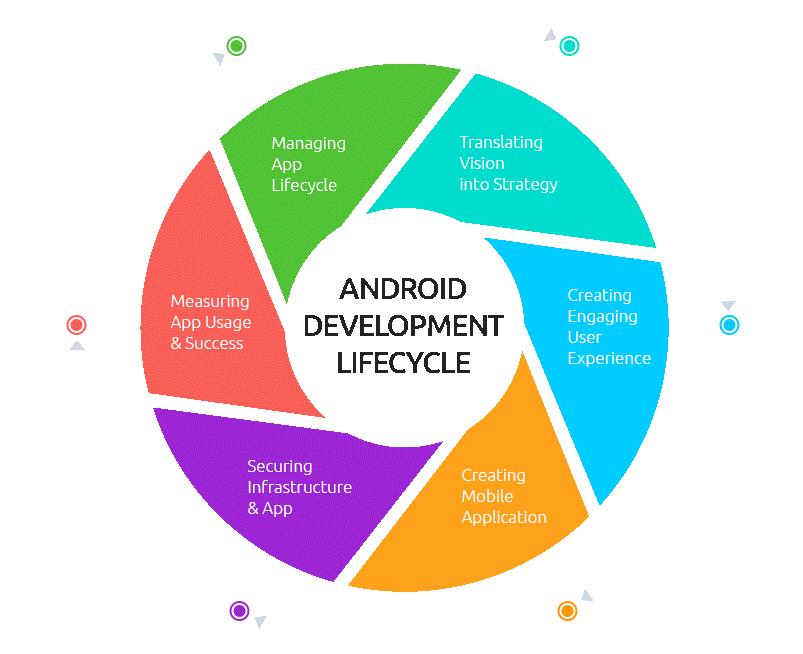 Managing
App
Lifecycle
Translating
Vision
into Strategy
Creating
Engaging
User
Experience
Creating
Mobile
Application
Securing
Infrastructure
& App
Measuring
App Usage
& Success
ANDROID
DEVELOPMENT
LIFECYCLE